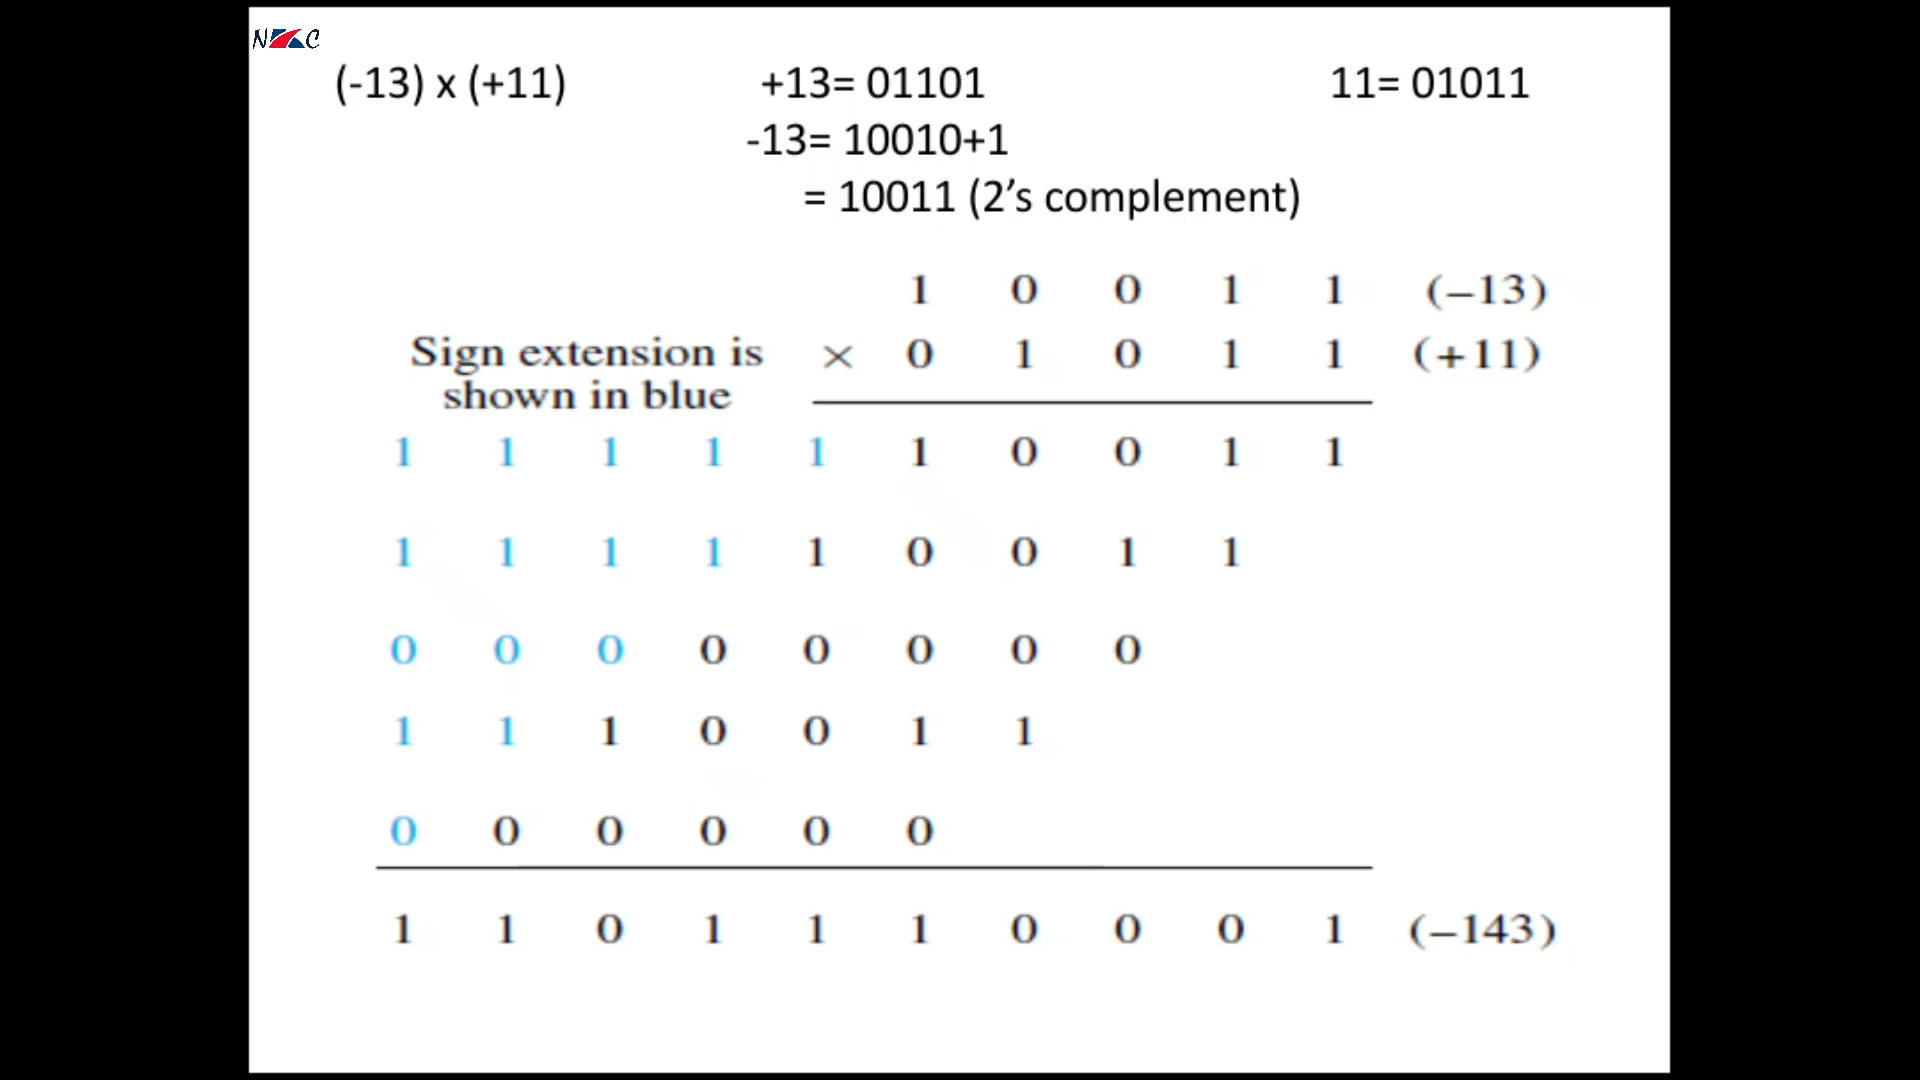 NEC
(-13) x (+11) +13= 01101 11= 01011
-13= 10010+1
= 10011 (2’s complement)
1 0 0 1 1 (–13)
Sign extension is × 0 1 0 1 1 (+11)
shown in blue
1 1 1 1 1 1 0 0 1 1
1 1 1 1 1 0 0 1 1
0 0 0 0 0 0 0 0
1 1 1 0 0 1 1
0 0 0 0 0 0
1 1 0 1 1 1 0 0 0 1 (–143)